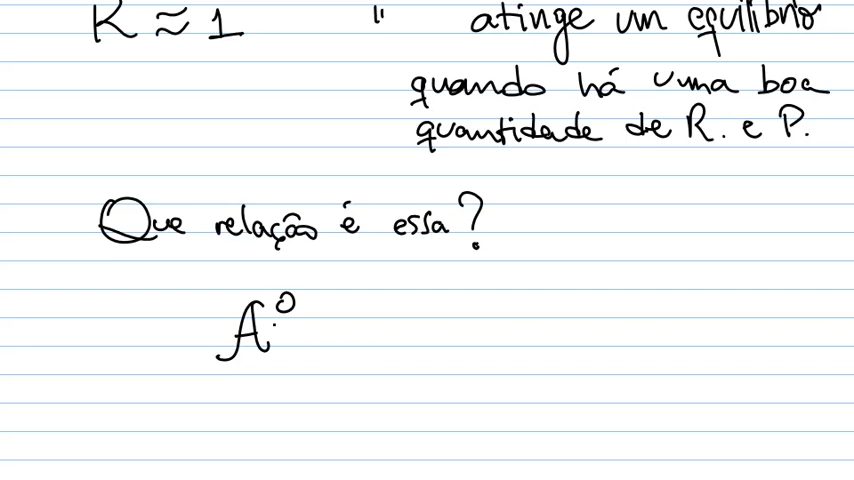 K ≈ 1 " atinge um equilíbrio
quando há uma boa
quantidade de R. e P.
Que relação é essa?
A°